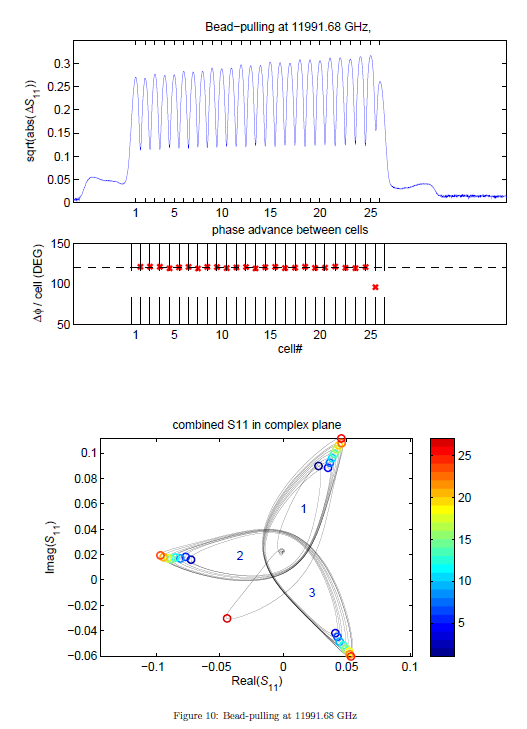 Bead−pulling at 11991.68 GHz,
sqrt(abs(ΔS11))
0.3
0.25
0.2
0.15
0.1
0.05
0
1 5 10 15 20 25
phase advance between cells
Δϕ / cell (DEG)
150
100
50
1 5 10 15 20 25
cell#
combined S11 in complex plane
Imag(S11)
0.1
0.08
0.06
0.04
0.02
0
−0.02
−0.04
−0.06
1
2
3
−0.1 −0.05 0 0.05 0.1
Real(S11)
25
20
15
10
5
Figure 10: Bead-pulling at 11991.68 GHz